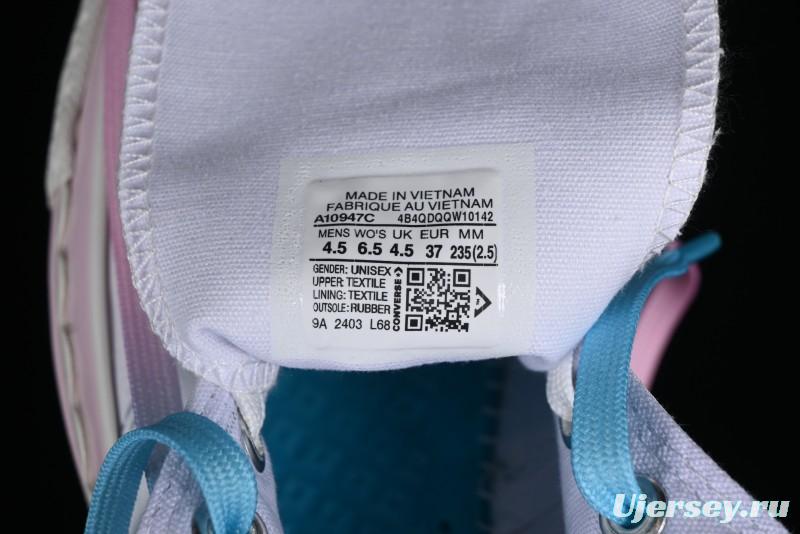 MADE IN VIETNAM
FABRIQUE AU VIETNAM
A10947C 4B4QDQQW10142
MENS WO'S UK EUR MM
4.5 6.5 4.5 37 235(2.5)
GENDER: UNISEX
UPPER: TEXTILE
LINING: TEXTILE
OUTSOLE: RUBBER
CONVERSE
9A 2403 L68
Ujersey.ru